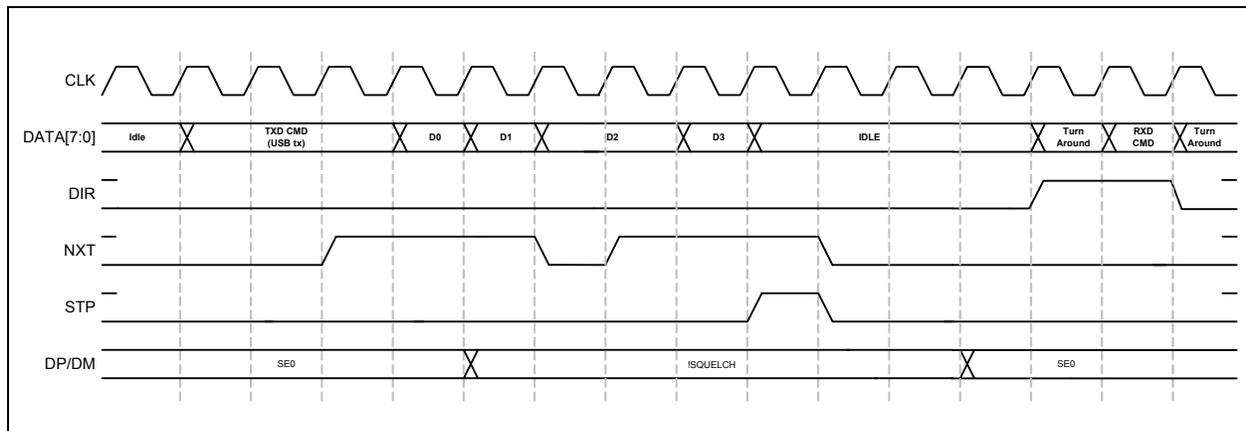 CLK
DATA[7:0]
Idle
TXD CMD
(USB tx)
D0
D1
D2
D3
IDLE
Turn
Around
RXD
CMD
Turn
Around
DIR
NXT
STP
DP/DM
SE0
!SQUELCH
SE0